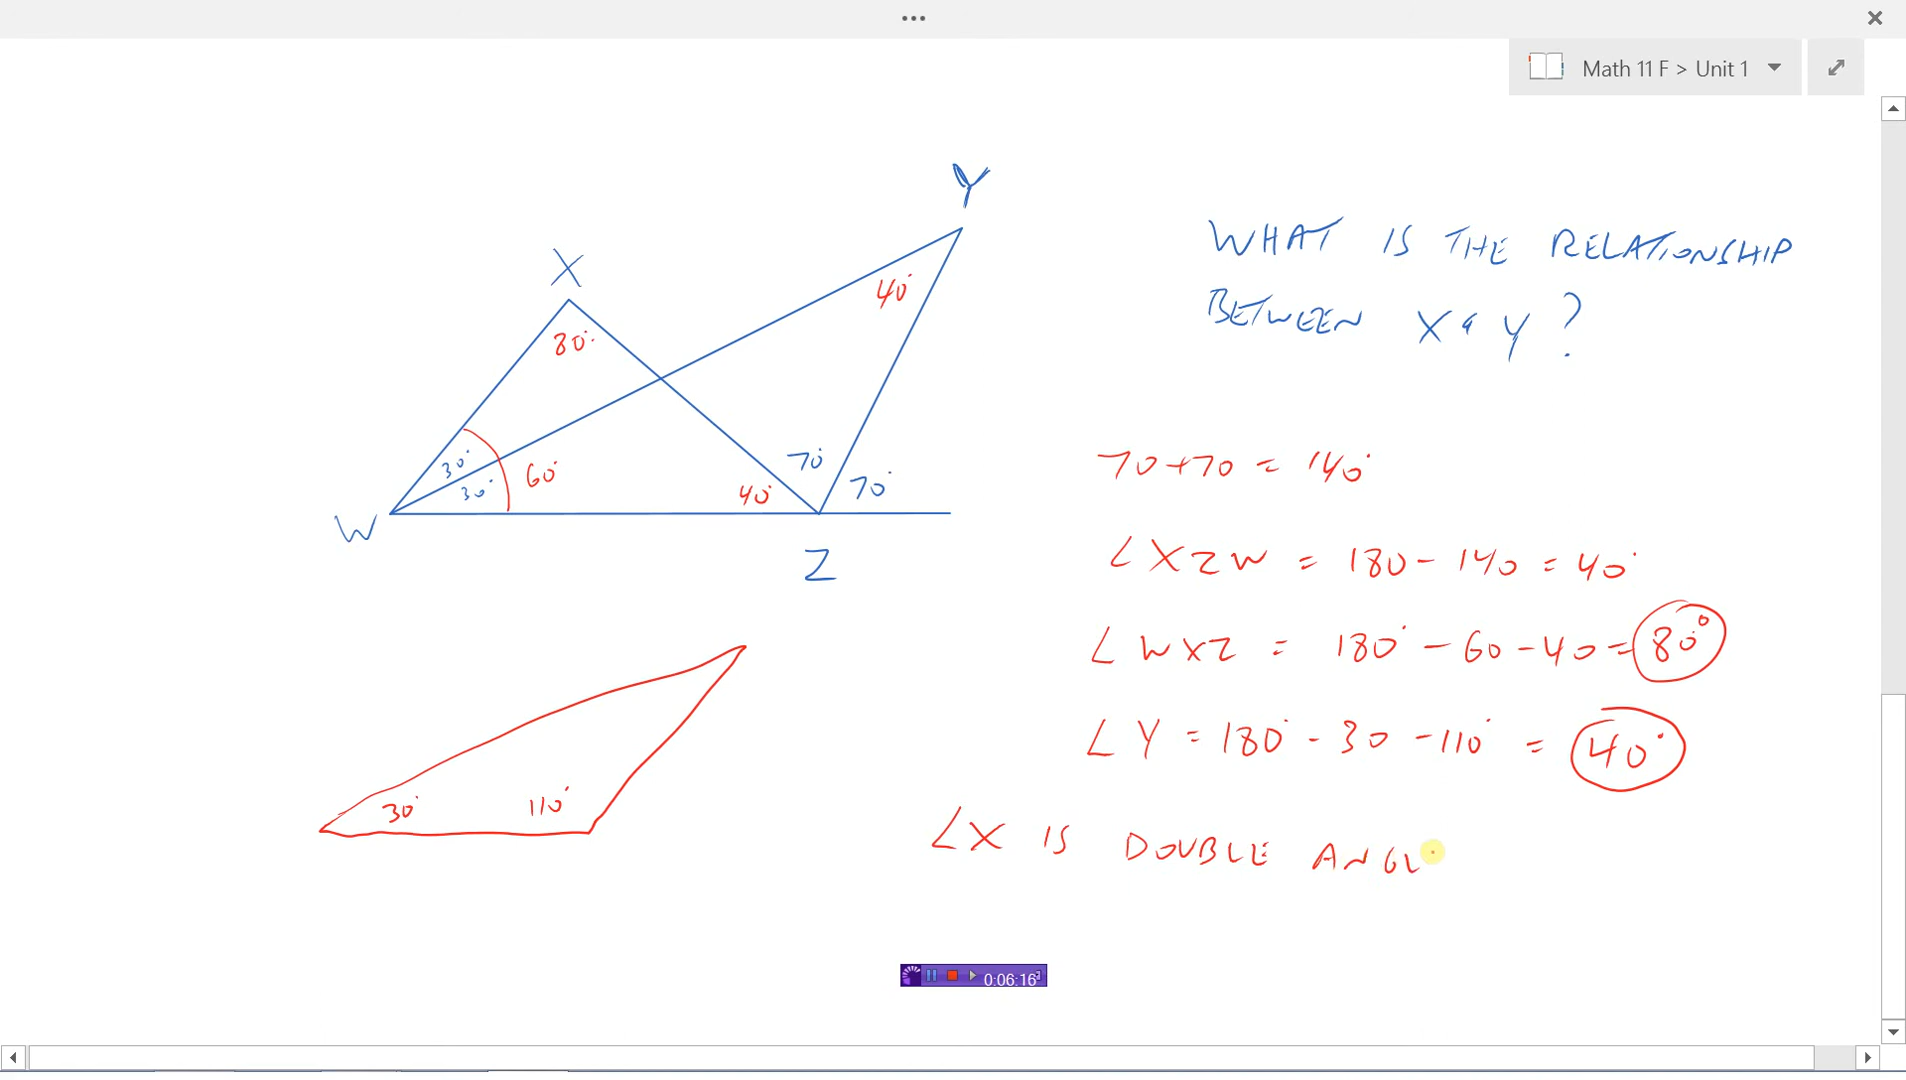 Math 11 F > Unit 1
Y
X
40°
80°
30°
30°
60°
70°
40°
70°
W
Z
WHAT IS THE RELATIONSHIP
BETWEEN X & Y ?
70+70 = 140°
∠XZW = 180-140 = 40°
∠WXZ = 180° - 60 - 40 = 80°
∠Y = 180° - 30 - 110° = 40°
30° 110°
∠X IS DOUBLE ANGL
0:06:16